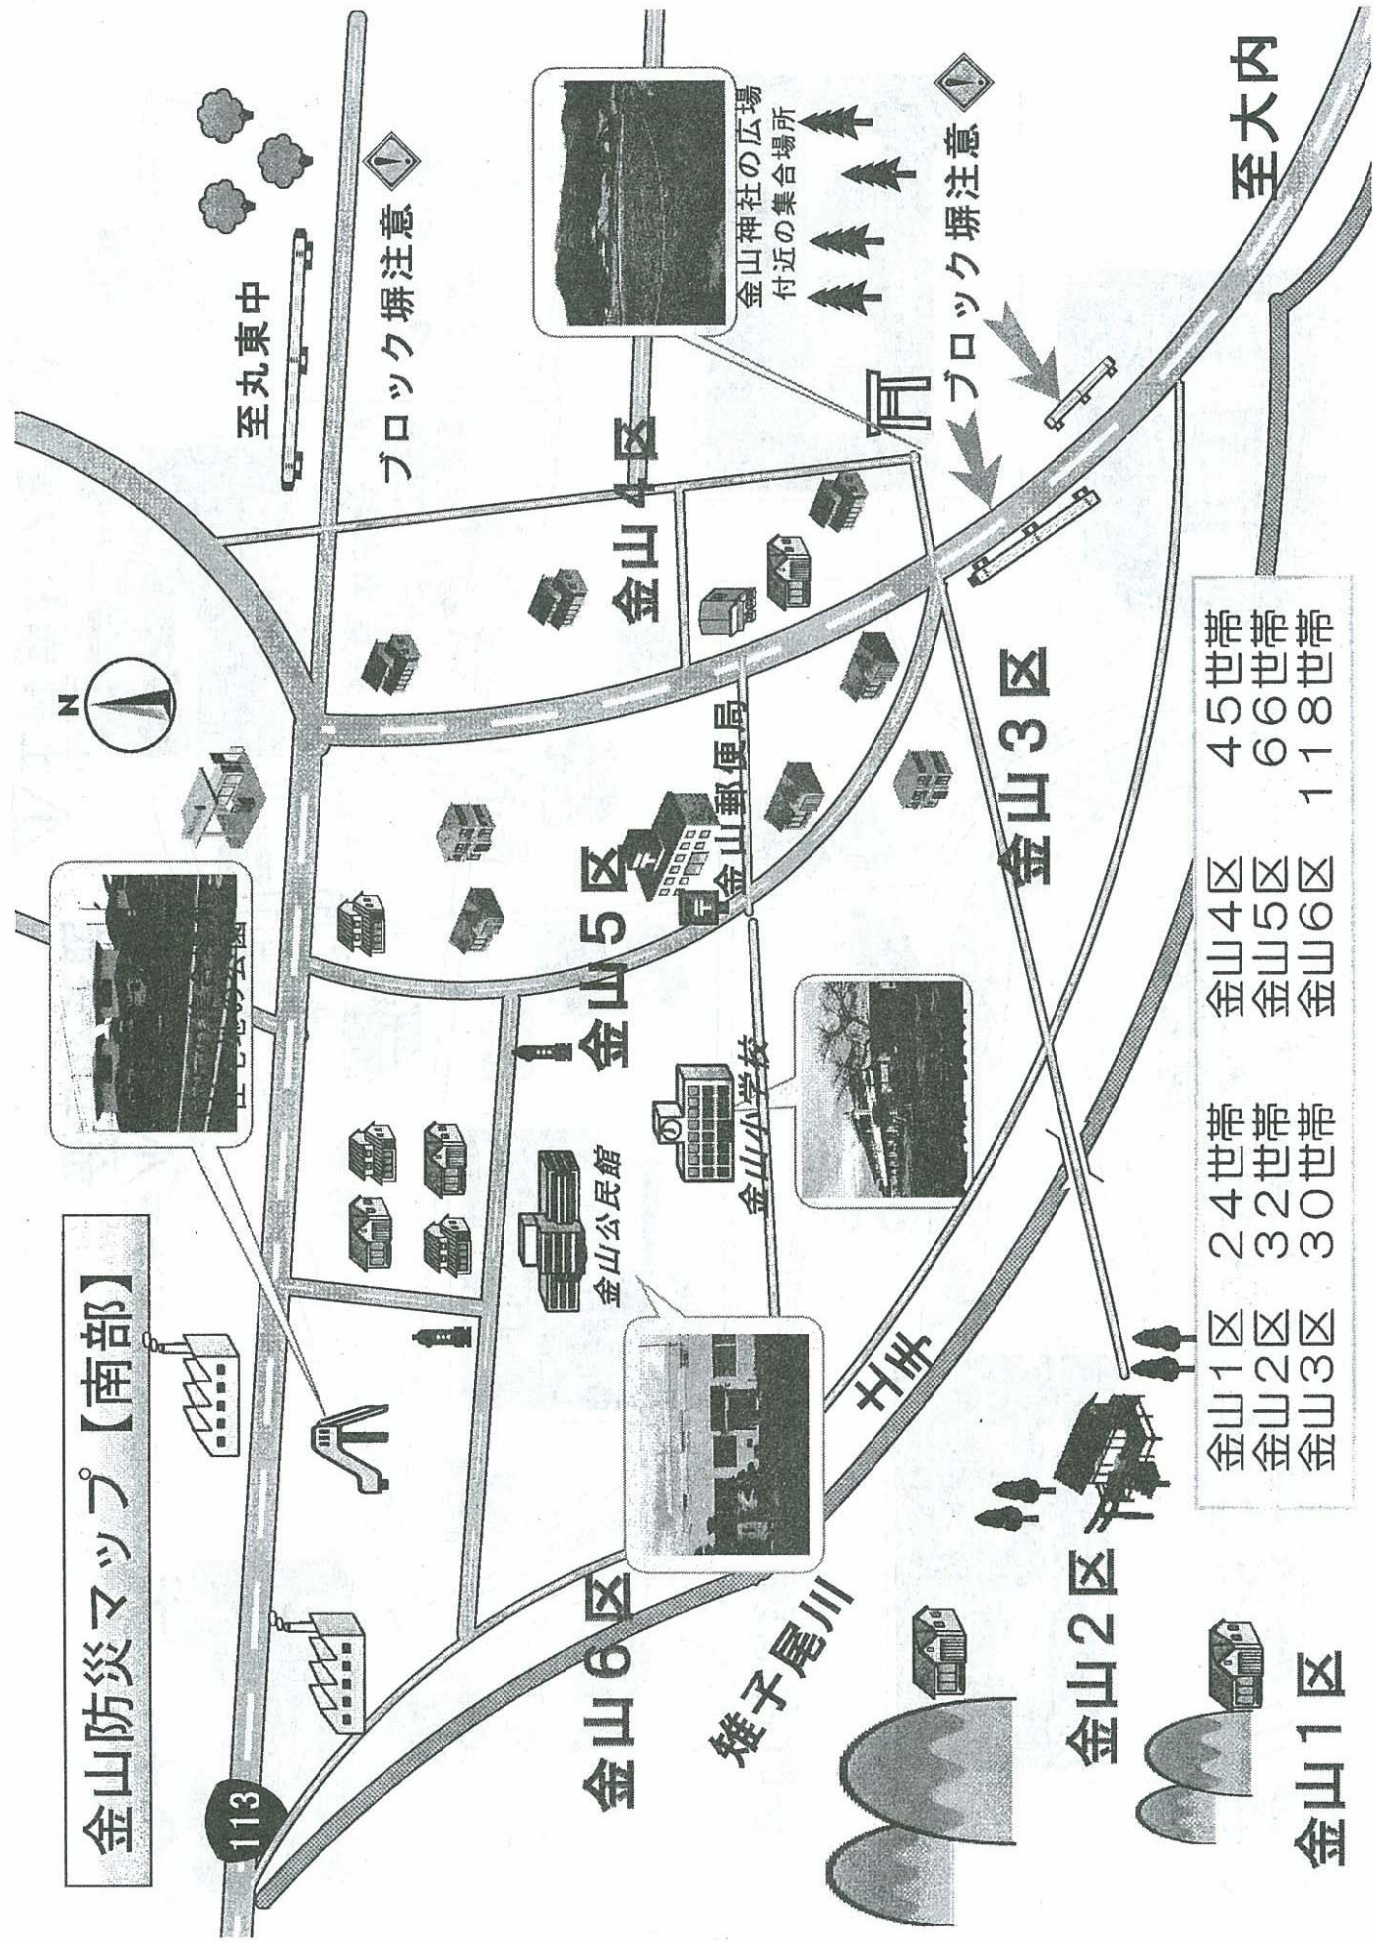 金山防災マップ【南部】
N
113
至丸東中
ブロック塀注意
金山4区
金山神社の広場
付近の集合場所
ブロック塀注意
至大内
金山5区
金山郵便局
金山公民館
金山小学校
金山3区
金山6区
雉子尾川
金山2区
金山1区
金山1区 24世帯 金山4区 45世帯
金山2区 32世帯 金山5区 66世帯
金山3区 30世帯 金山6区 118世帯